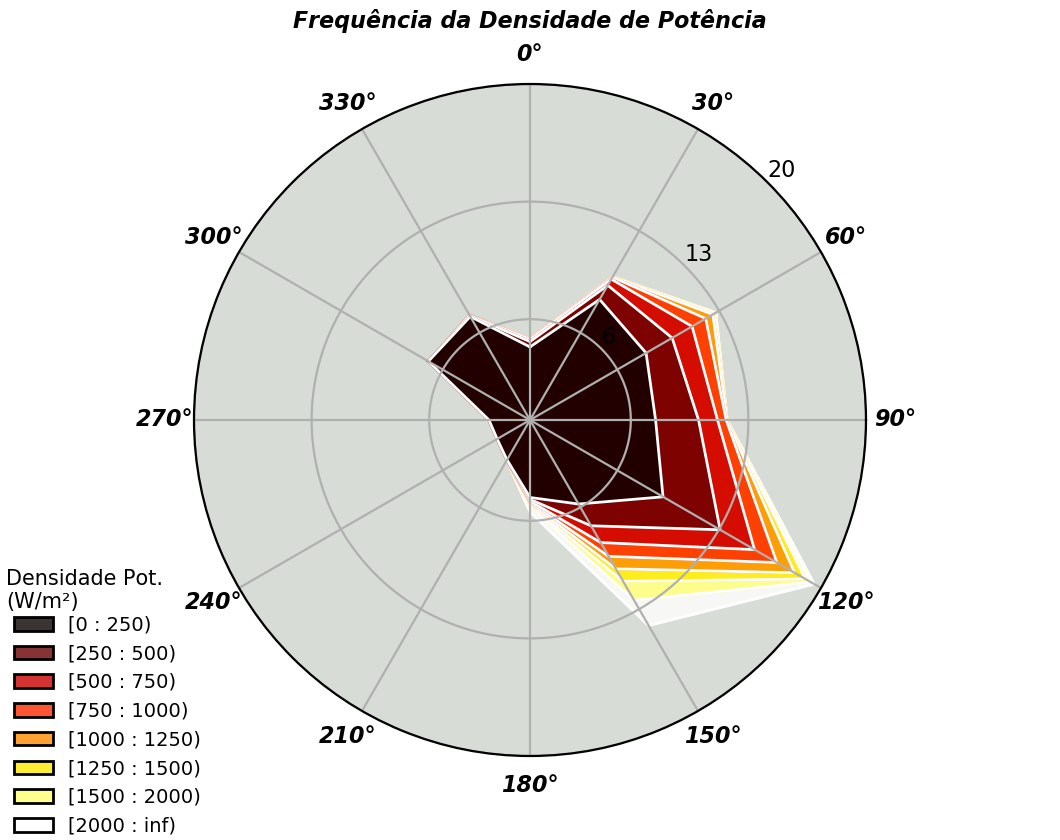 Frequência da Densidade de Potência
0°
330°
30°
20
300°
60°
13
6
270°
90°
240°
120°
210°
150°
180°
Densidade Pot.
(W/m²)
[0 : 250)
[250 : 500)
[500 : 750)
[750 : 1000)
[1000 : 1250)
[1250 : 1500)
[1500 : 2000)
[2000 : inf)